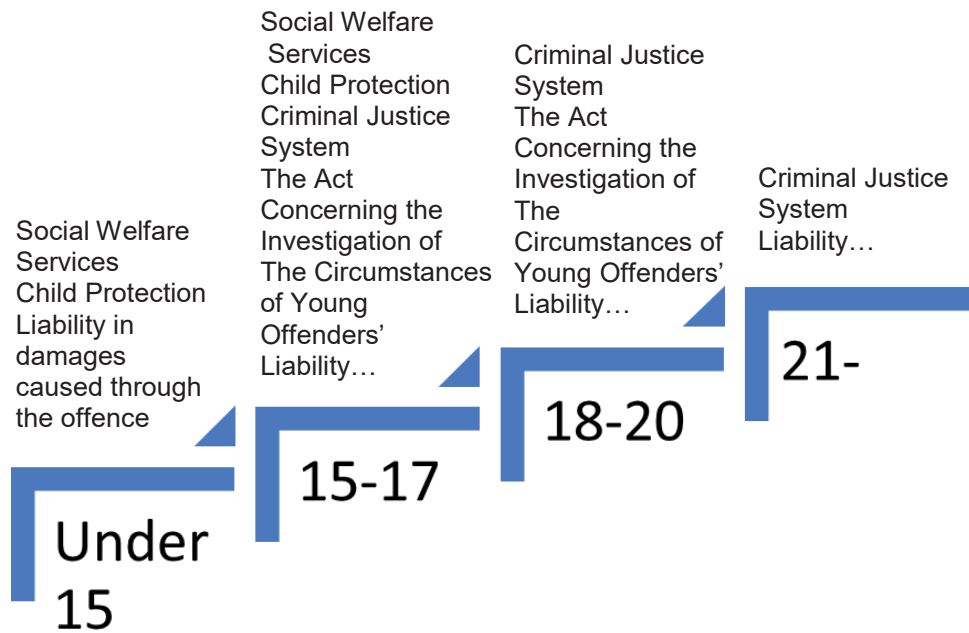 Social Welfare
Services
Child Protection
Liability in
damages
caused through
the offence
Under
15
Social Welfare
Services
Child Protection
Criminal Justice
System
The Act
Concerning the
Investigation of
The Circumstances
of Young
Offenders’
Liability…
15-17
Criminal Justice
System
The Act
Concerning the
Investigation of
The
Circumstances of
Young Offenders’
Liability…
18-20
Criminal Justice
System
Liability…
21-